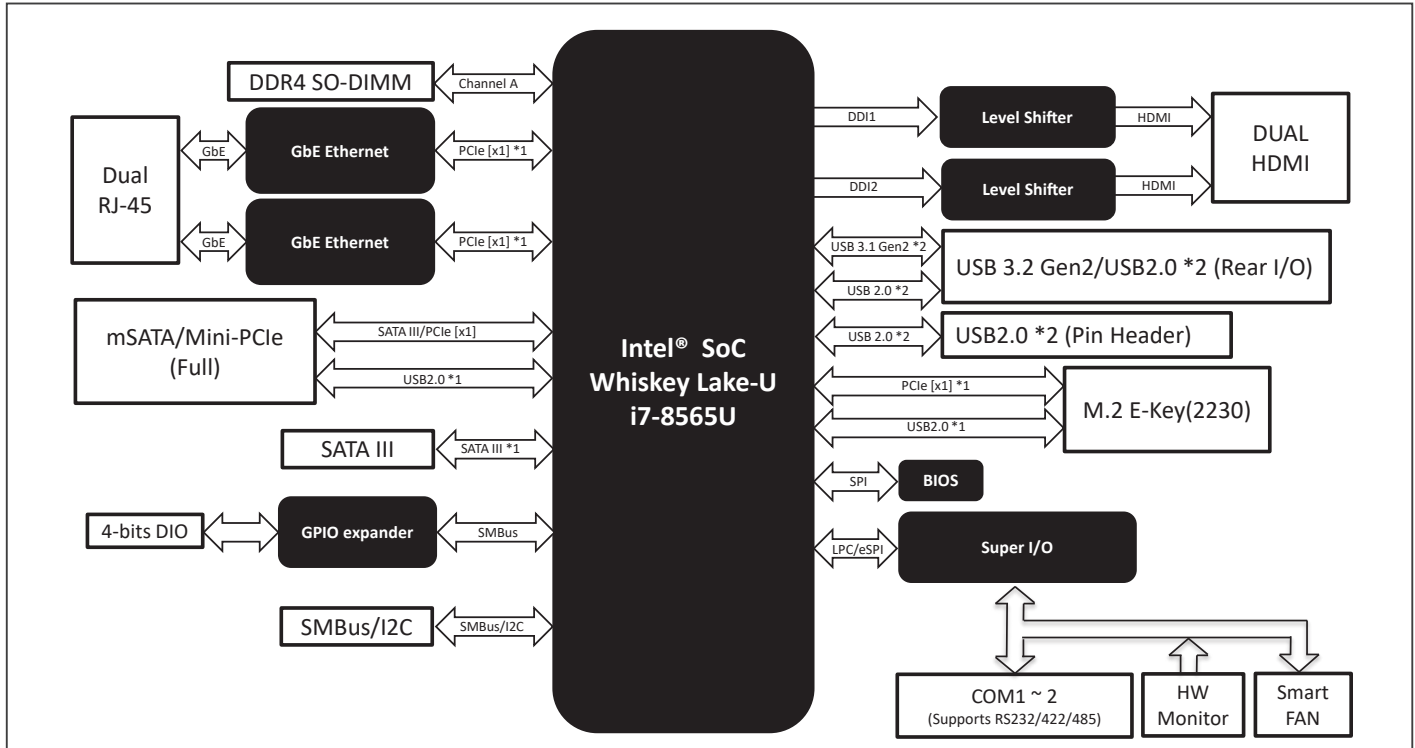 DDR4 SO-DIMM
Channel A
Dual
RJ-45
GbE
GbE Ethernet
PCIe [x1] *1
GbE
GbE Ethernet
PCIe [x1] *1
mSATA/Mini-PCIe
(Full)
SATA III/PCIe [x1]
USB2.0 *1
SATA III
SATA III *1
4-bits DIO
GPIO expander
SMBus
SMBus/I2C
SMBus/I2C
Intel® SoC
Whiskey Lake-U
i7-8565U
DDI1
Level Shifter
HDMI
DUAL
HDMI
DDI2
Level Shifter
HDMI
USB 3.1 Gen2 *2
USB 2.0 *2
USB 3.2 Gen2/USB2.0 *2 (Rear I/O)
USB 2.0 *2
USB2.0 *2 (Pin Header)
PCIe [x1] *1
USB2.0 *1
M.2 E-Key(2230)
SPI
BIOS
LPC/eSPI
Super I/O
COM1 ~ 2
(Supports RS232/422/485)
HW
Monitor
Smart
FAN